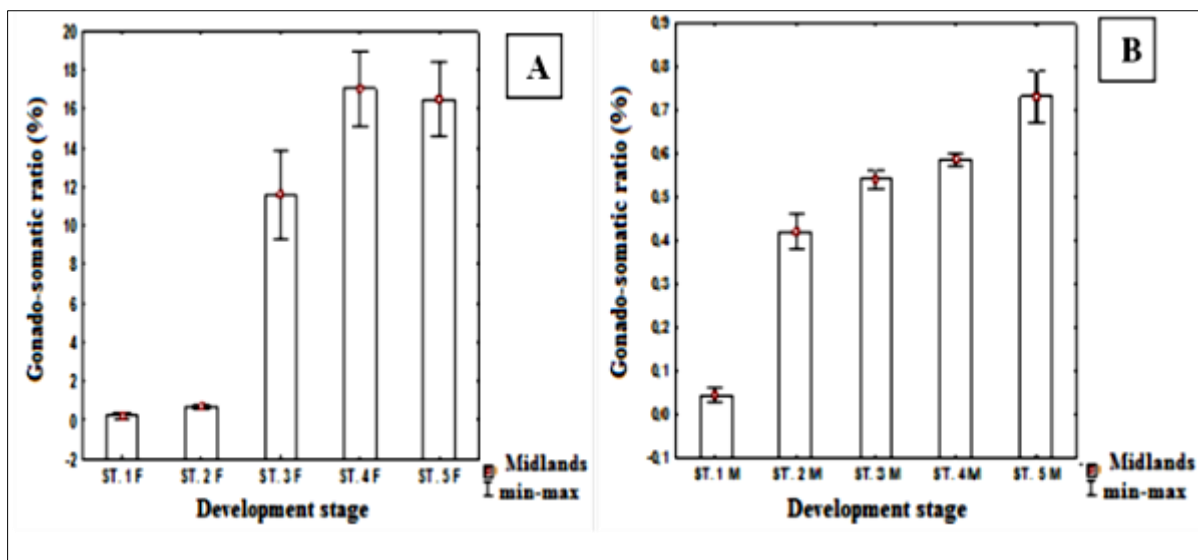 A
Gonado-somatic ratio (%)
20
18
16
14
12
10
8
6
4
2
0
-2
ST. 1 F
ST. 2 F
ST. 3 F
ST. 4 F
ST. 5 F
Development stage
Midlands
min-max
B
Gonado-somatic ratio (%)
0,9
0,8
0,7
0,6
0,5
0,4
0,3
0,2
0,1
0,0
-0,1
ST. 1 M
ST. 2 M
ST. 3 M
ST. 4 M
ST. 5 M
Development stage
Midlands
min-max